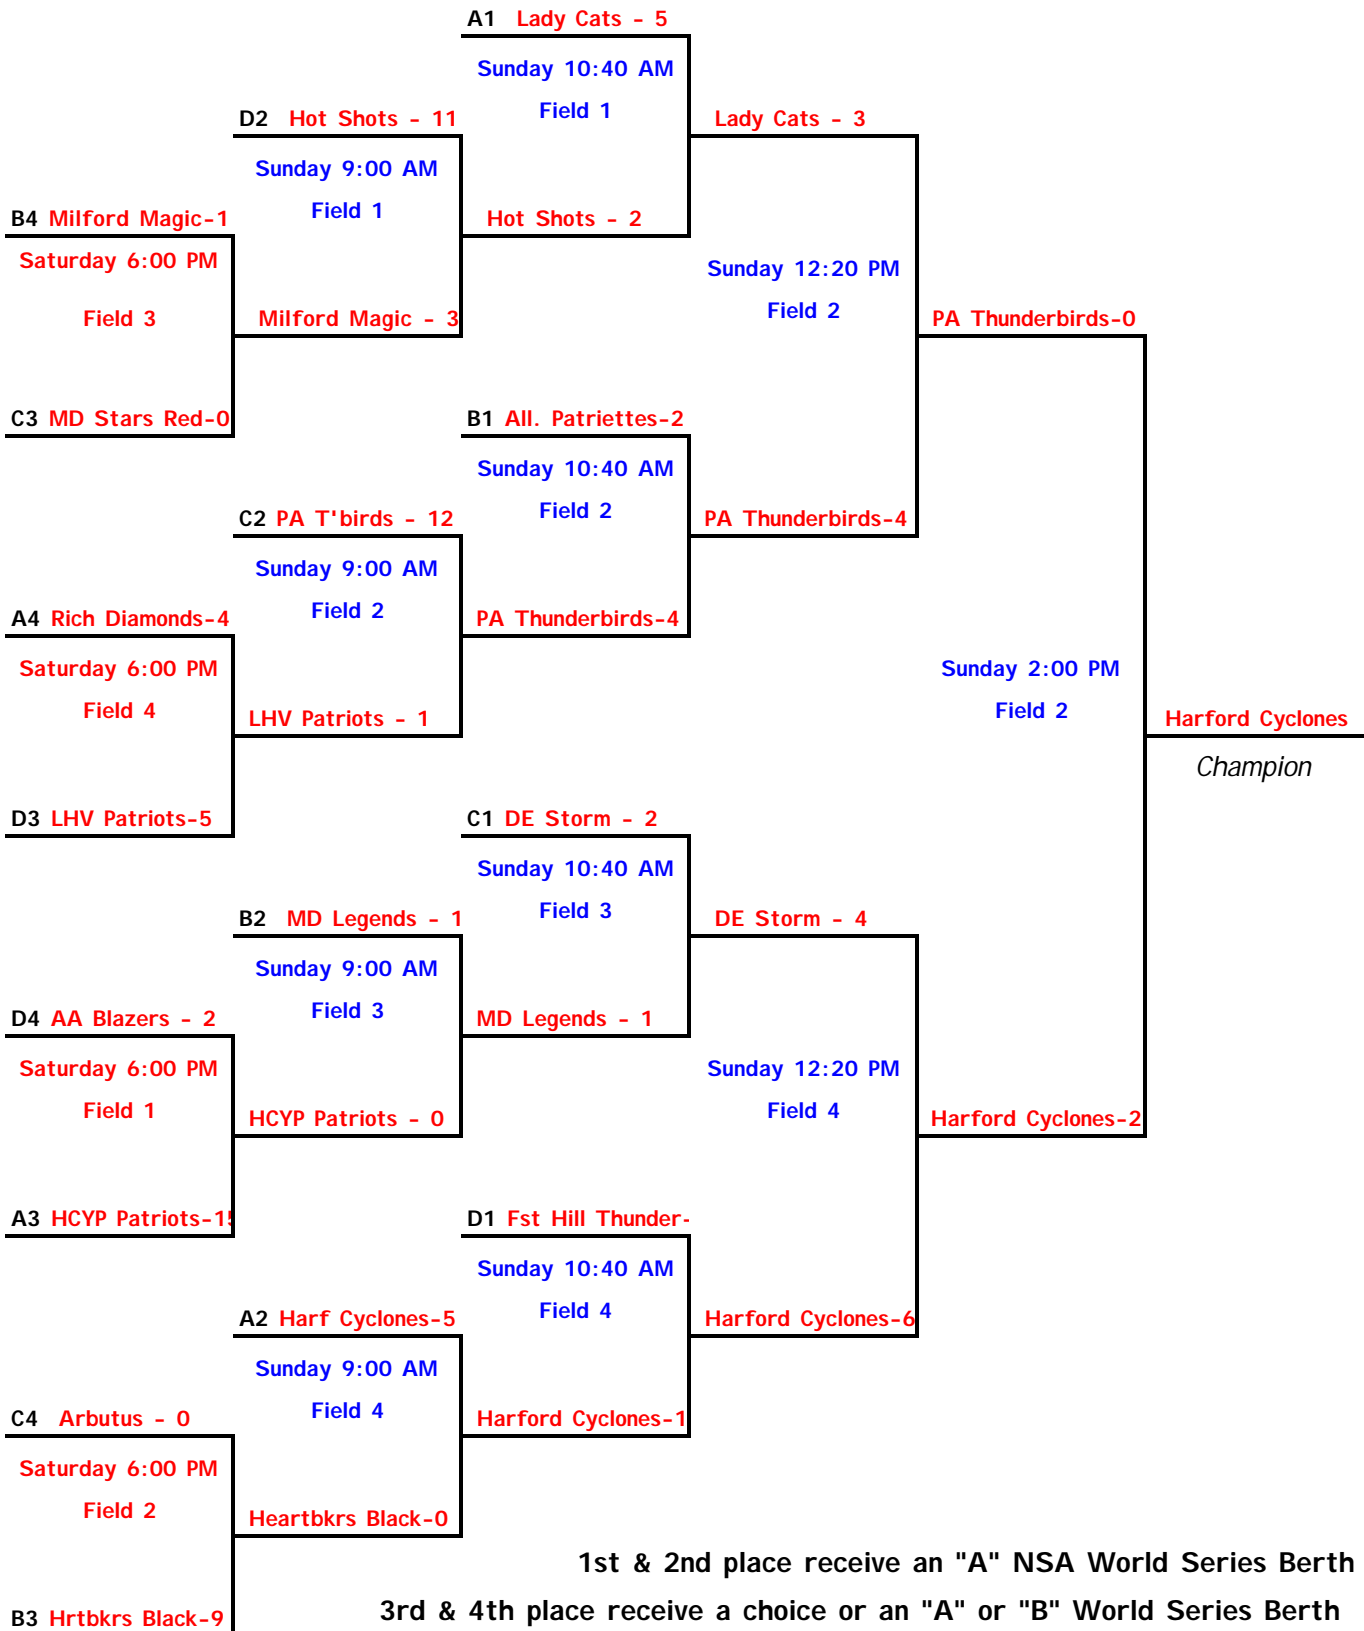 A1 Lady Cats - 5
Sunday 10:40 AM
Field 1
D2 Hot Shots - 11
Lady Cats - 3
Sunday 9:00 AM
Field 1
B4 Milford Magic-1
Hot Shots - 2
Saturday 6:00 PM
Field 3
Sunday 12:20 PM
Field 2
Milford Magic - 3
PA Thunderbirds-0
C3 MD Stars Red-0
B1 All. Patriettes-2
Sunday 10:40 AM
Field 2
C2 PA T'birds - 12
PA Thunderbirds-4
Sunday 9:00 AM
Field 2
A4 Rich Diamonds-4
PA Thunderbirds-4
Saturday 6:00 PM
Field 4
Sunday 2:00 PM
Field 2
LHV Patriots - 1
Harford Cyclones
Champion
D3 LHV Patriots-5
C1 DE Storm - 2
Sunday 10:40 AM
Field 3
B2 MD Legends - 1
DE Storm - 4
Sunday 9:00 AM
Field 3
D4 AA Blazers - 2
MD Legends - 1
Saturday 6:00 PM
Field 1
Sunday 12:20 PM
Field 4
HCYP Patriots - 0
Harford Cyclones-2
A3 HCYP Patriots-15
D1 Fst Hill Thunder-
Sunday 10:40 AM
Field 4
A2 Harf Cyclones-5
Harford Cyclones-6
Sunday 9:00 AM
Field 4
C4 Arbutus - 0
Harford Cyclones-1
Saturday 6:00 PM
Field 2
Heartbkrs Black-0
1st & 2nd place receive an "A" NSA World Series Berth
B3 Hrtbkrs Black-9
3rd & 4th place receive a choice or an "A" or "B" World Series Berth